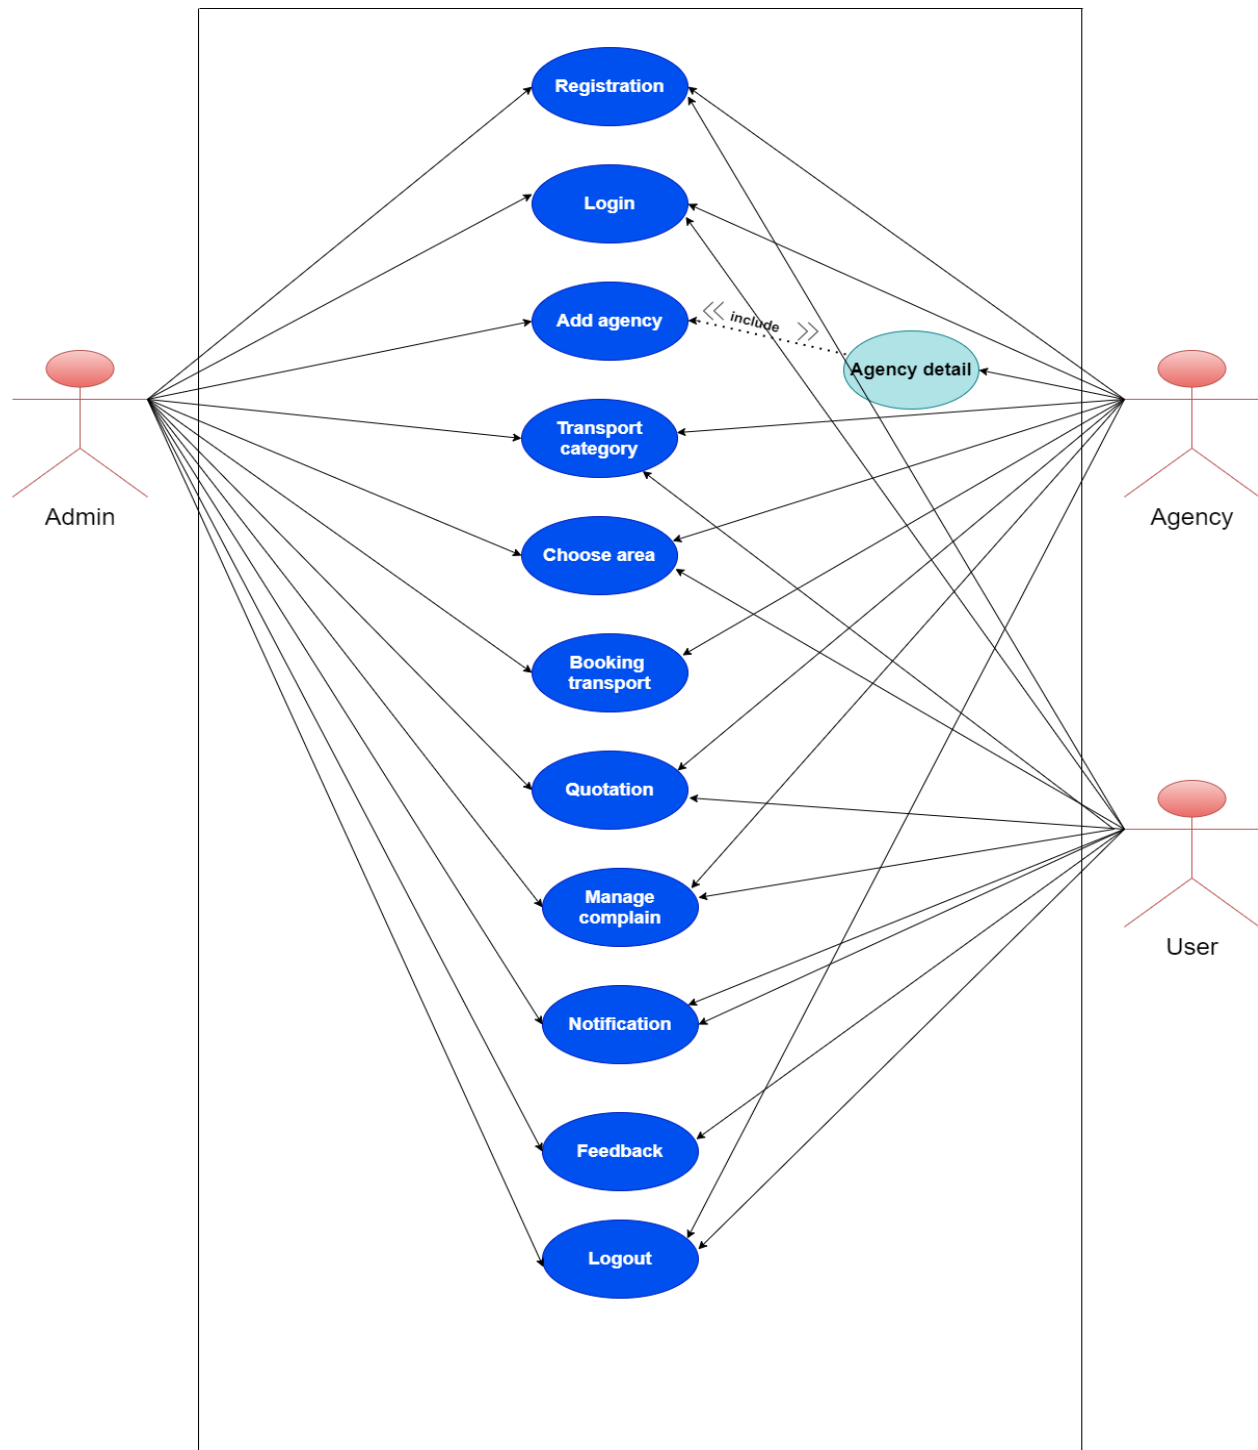 Registration
Login
Add agency
<< include >>
Agency detail
Transport
category
Admin
Agency
Choose area
Booking
transport
Quotation
Manage
complain
User
Notification
Feedback
Logout